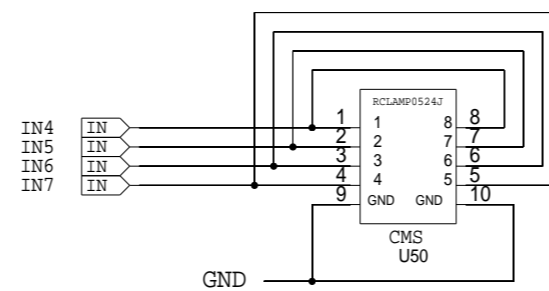 RCLAMP0524J
IN4 IN 1 1 8 8
IN5 IN 2 2 7 7
IN6 IN 3 3 6 6
IN7 IN 4 4 5 5
9 GND GND 10
CMS
U50
GND